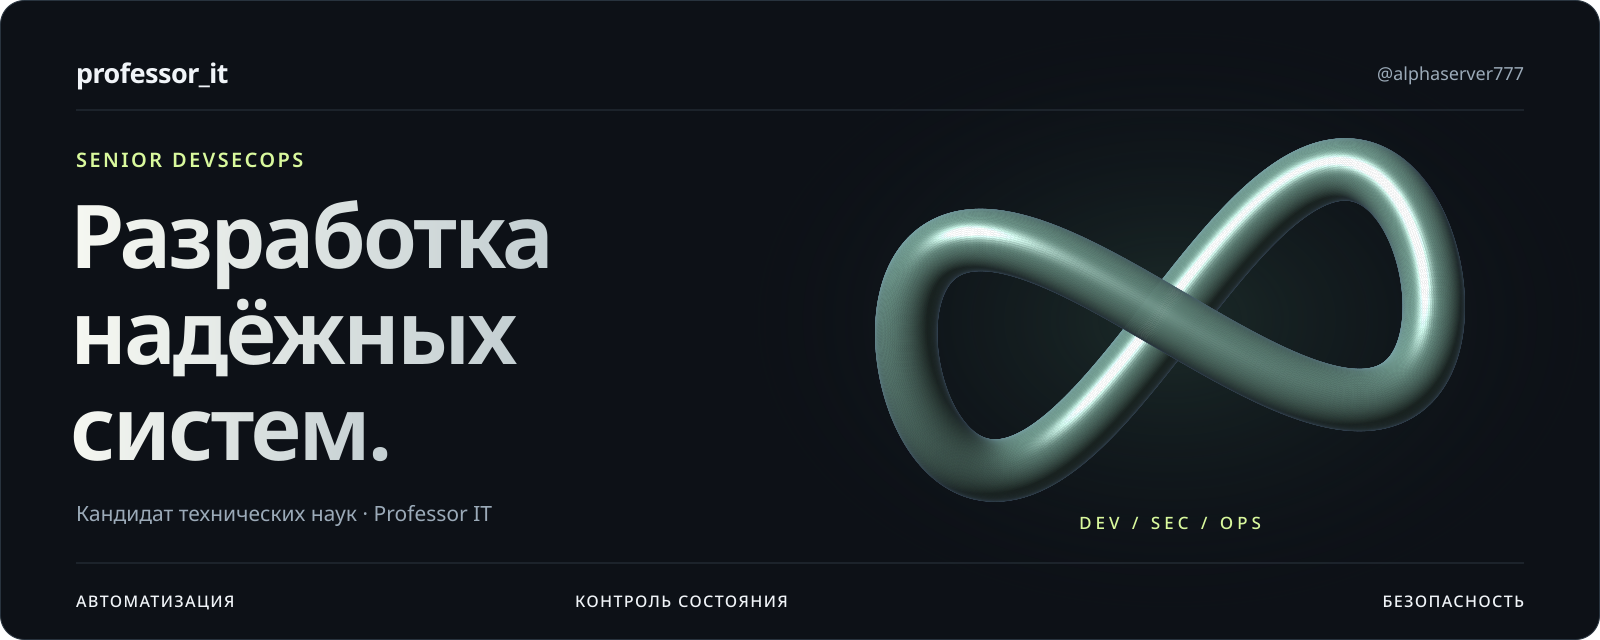 professor_it
@alphaserver777
SENIOR DEVSECOPS
Разработка
надёжных
систем.
Кандидат технических наук · Professor IT
DEV / SEC / OPS
АВТОМАТИЗАЦИЯ
КОНТРОЛЬ СОСТОЯНИЯ
БЕЗОПАСНОСТЬ